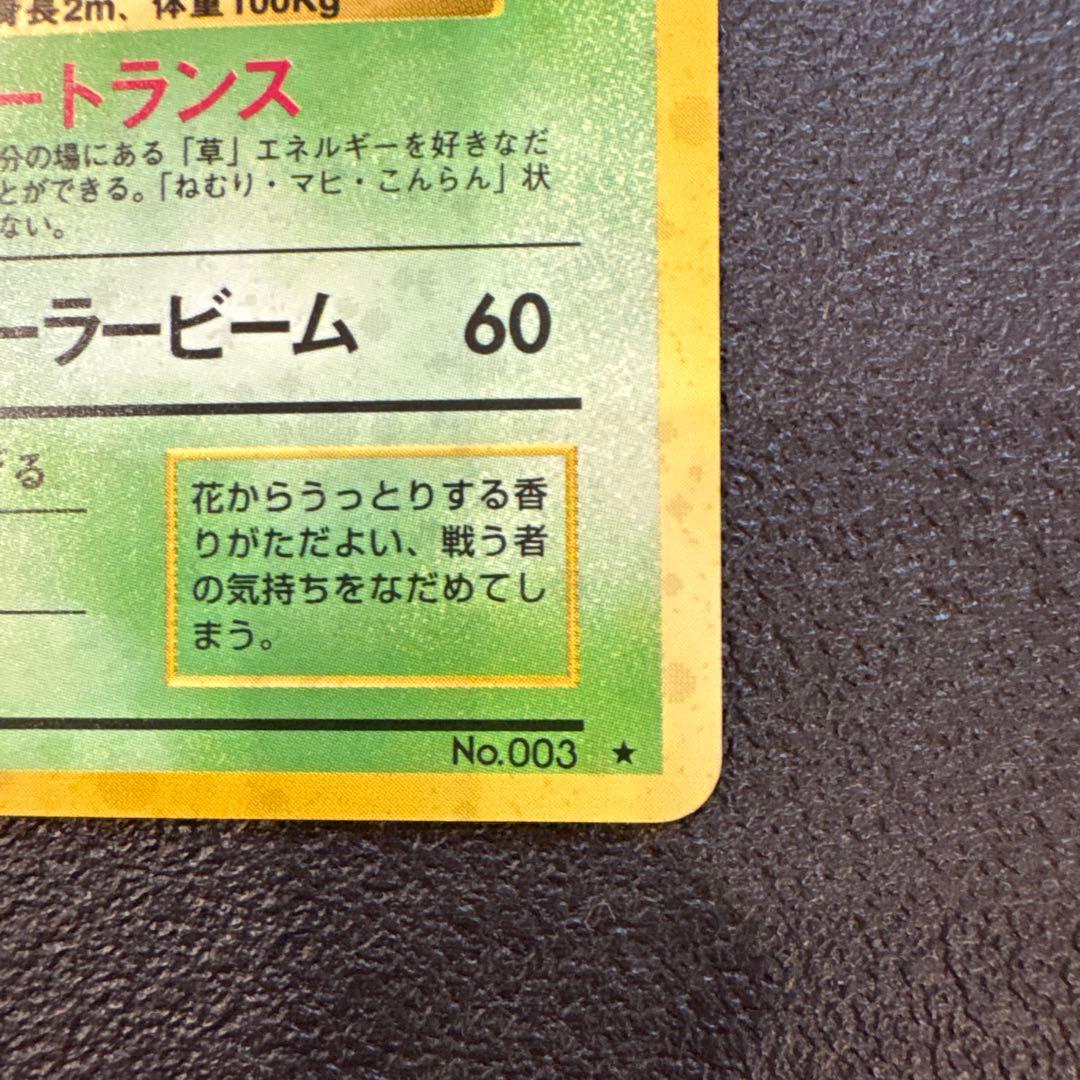 身長2m、体重100Kg
ートランス
分の場にある「草」エネルギーを好きなだ
とができる。「ねむり・マヒ・こんらん」状
ない。
ーラービーム 60
げる
花からうっとりする香
りがただよい、戦う者
の気持ちをなだめてし
まう。
No.003 ★